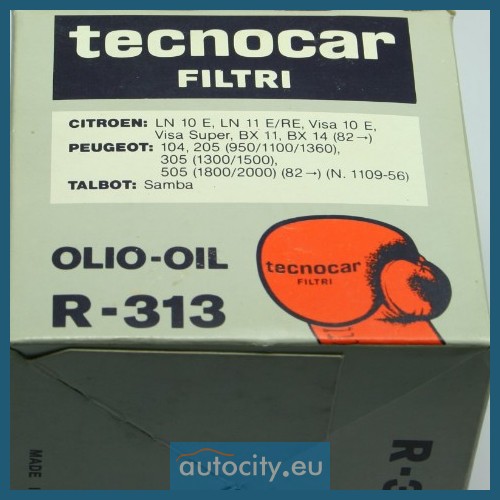 tecnocar
FILTRI
CITROEN: LN 10 E, LN 11 E/RE, Visa 10 E,
Visa Super, BX 11, BX 14 (82→)
PEUGEOT: 104, 205 (950/1100/1360),
305 (1300/1500),
505 (1800/2000) (82→) (N. 1109-56)
TALBOT: Samba
OLIO-OIL
R-313
tecnocar
FILTRI
MADE
R-3
autocity.eu